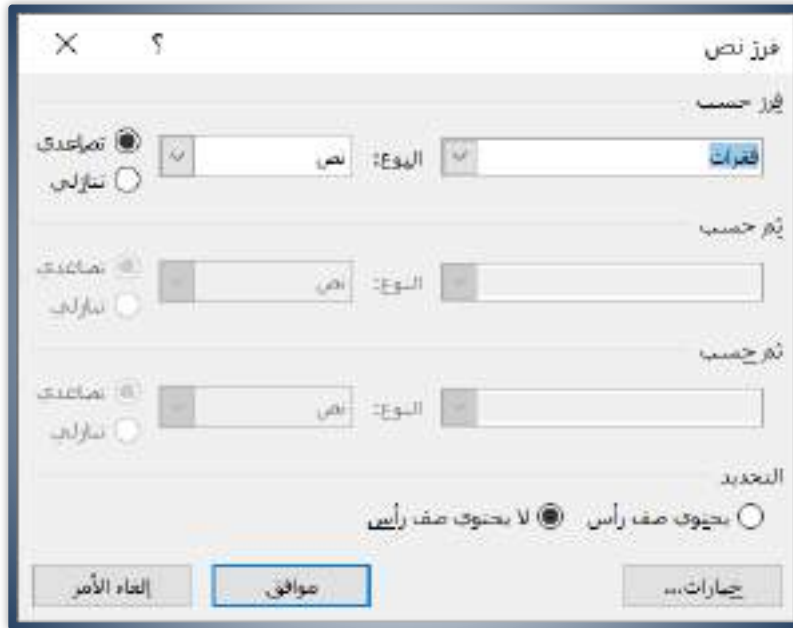 فرز نص ؟ ×
فرز حسب
فقرات النوع: نص تصاعدي
تنازلي
ثم حسب
النوع: نص تصاعدي
تنازلي
ثم حسب
النوع: نص تصاعدي
تنازلي
التحديد
يحتوي صف رأس لا يحتوي صف رأس
خيارات... موافق إلغاء الأمر